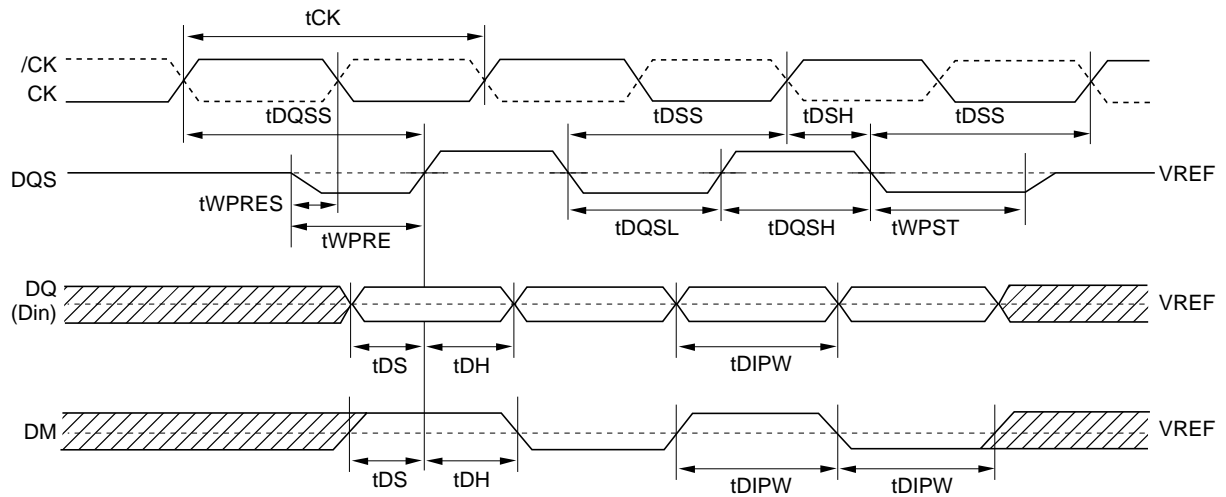 tCK
/CK
CK
tDQSS tDSS tDSH tDSS
DQS VREF
tWPRES
tDQSL tDQSH tWPST
tWPRE
DQ
(Din) VREF
tDS tDH tDIPW
DM VREF
tDS tDH tDIPW tDIPW